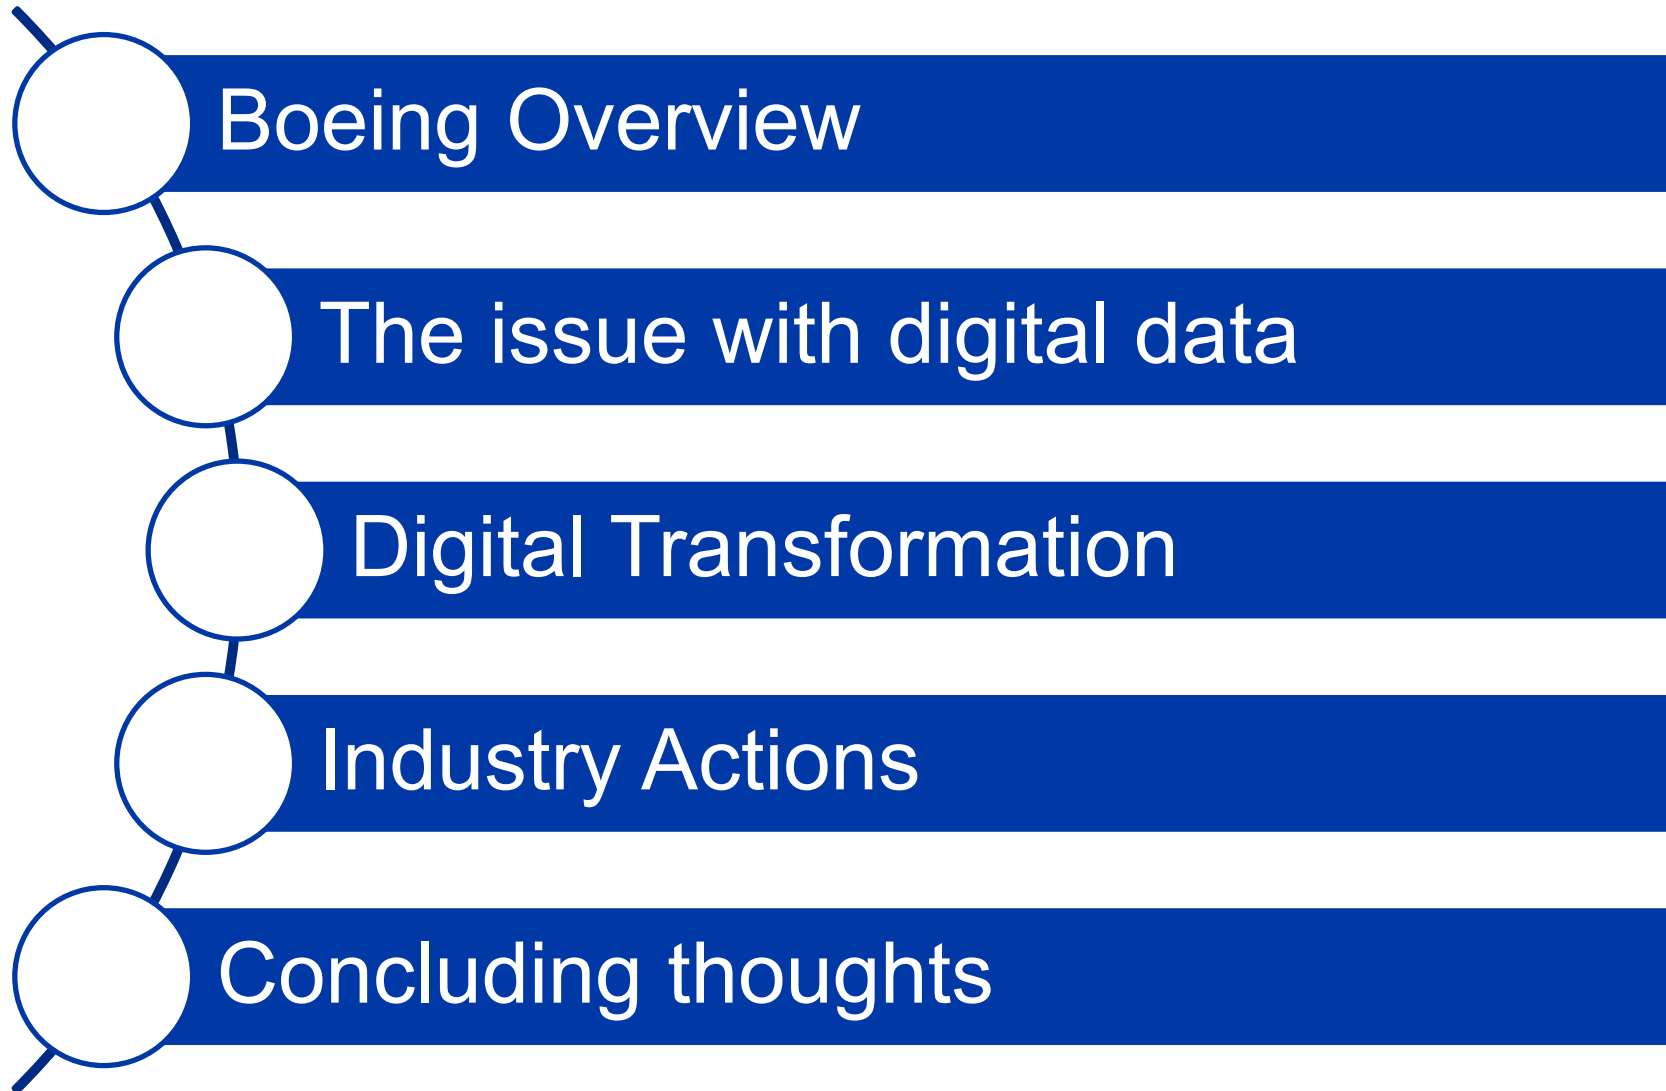 Boeing Overview
The issue with digital data
Digital Transformation
Industry Actions
Concluding thoughts